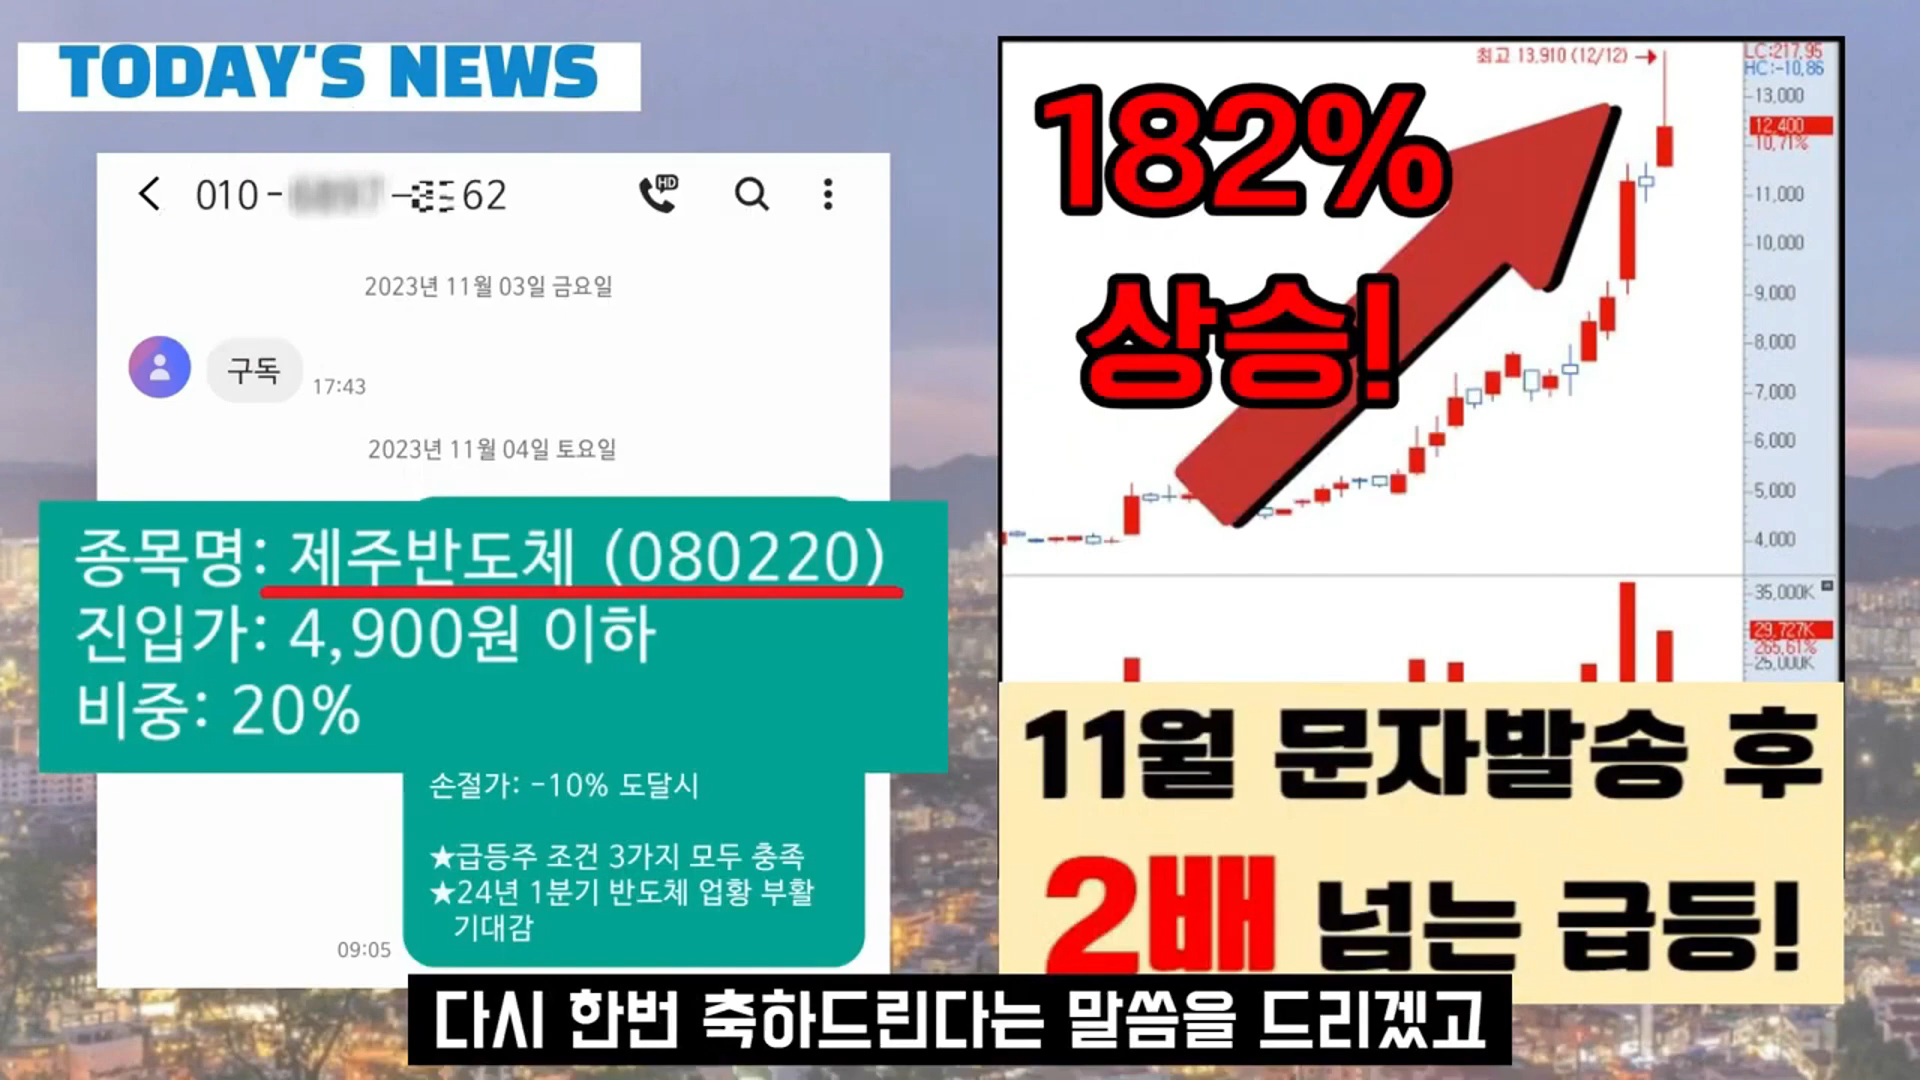 TODAY'S NEWS
010-
62
2023년 11월 03일 금요일
구독
17:43
2023년 11월 04일 토요일
종목명: 제주반도체 (080220)
진입가: 4,900원 이하
비중: 20%
손절가: -10% 도달시
★급등주 조건 3가지 모두 충족
★24년 1분기 반도체 업황 부활
기대감
09:05
최고 13,910 (12/12)
LC:217,95
HC:-10,86
182%
상승!
13,000
12,400
10,71%
11,000
10,000
9,000
8,000
7,000
6,000
5,000
4,000
35,000K
29,727K
265,61%
25,000K
11월 문자발송 후
2배 넘는 급등!
다시 한번 축하드린다는 말씀을 드리겠고